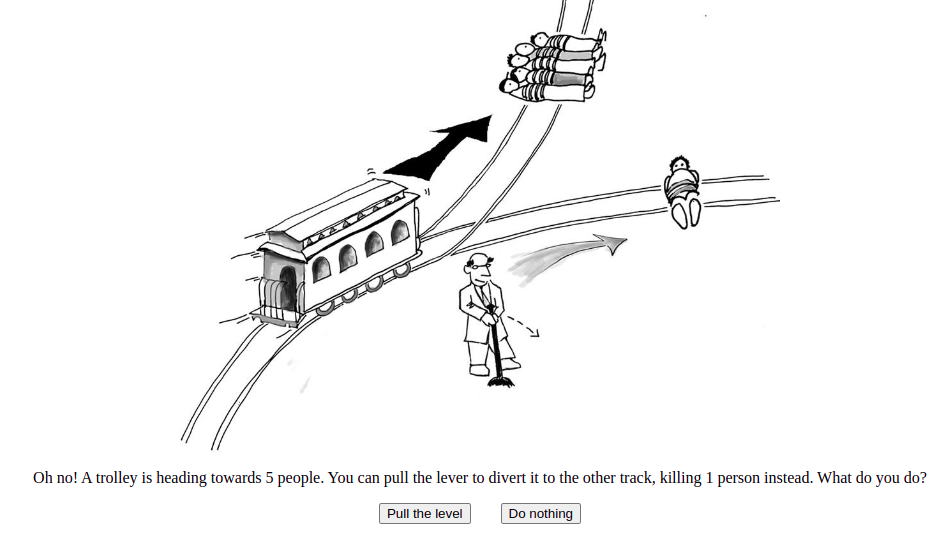 Oh no! A trolley is heading towards 5 people. You can pull the lever to divert it to the other track, killing 1 person instead. What do you do?
Pull the level
Do nothing